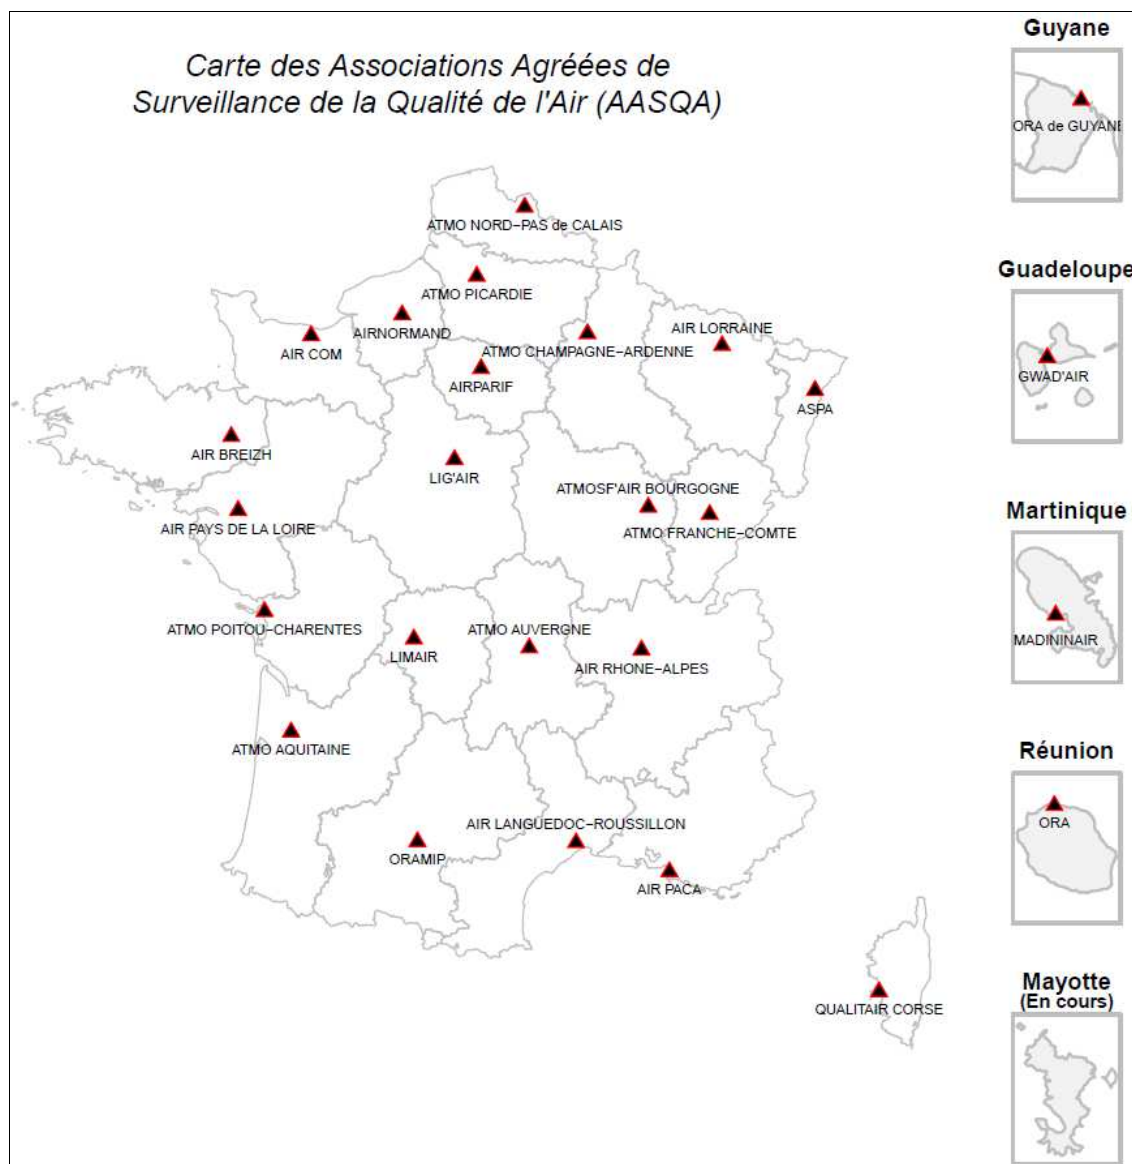 Carte des Associations Agréées de
Surveillance de la Qualité de l'Air (AASQA)
ATMO NORD−PAS de CALAIS
ATMO PICARDIE
AIRNORMAND
AIR COM
ATMO CHAMPAGNE−ARDENNE
AIR LORRAINE
AIRPARIF
ASPA
AIR BREIZH
LIG'AIR
ATMOSF'AIR BOURGOGNE
AIR PAYS DE LA LOIRE
ATMO FRANCHE−COMTE
ATMO POITOU−CHARENTES
LIMAIR
ATMO AUVERGNE
AIR RHONE−ALPES
ATMO AQUITAINE
AIR LANGUEDOC−ROUSSILLON
ORAMIP
AIR PACA
QUALITAIR CORSE
Guyane
ORA de GUYANE
Guadeloupe
GWAD'AIR
Martinique
MADININAIR
Réunion
ORA
Mayotte
(En cours)